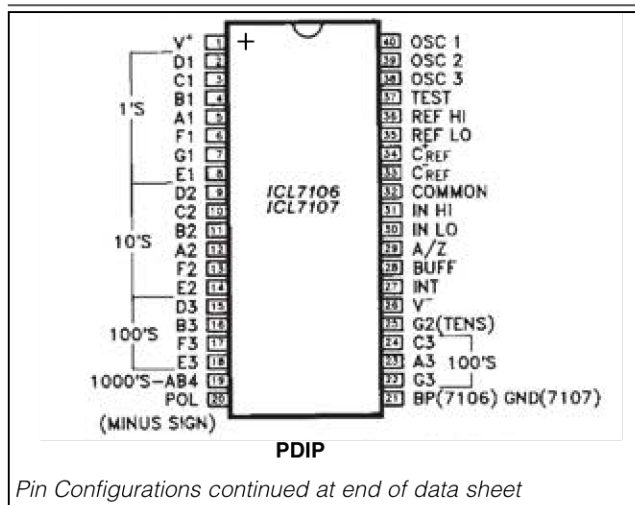 V+ 1 + 40 OSC 1
D1 2 39 OSC 2
C1 3 38 OSC 3
B1 4 37 TEST
1'S A1 5 36 REF HI
F1 6 35 REF LO
G1 7 34 C+REF
E1 8 33 C-REF
D2 9 ICL7106 32 COMMON
C2 10 ICL7107 31 IN HI
B2 11 30 IN LO
10'S A2 12 29 A/Z
F2 13 28 BUFF
E2 14 27 INT
D3 15 26 V-
B3 16 25 G2(TENS)
100'S F3 17 24 C3
E3 18 23 A3 100'S
1000'S-AB4 19 22 G3
POL 20 21 BP(7106) GND(7107)
(MINUS SIGN)
PDIP
Pin Configurations continued at end of data sheet